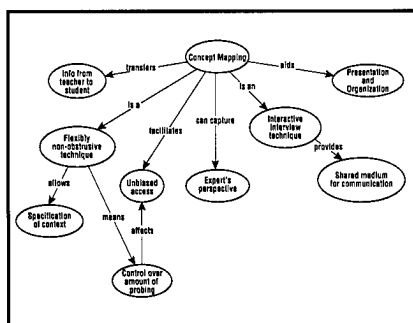 Concept Mapping
transfers
aids
Info from
teacher to
student
Presentation
and
Organization
is a
is an
facilitates
can capture
Flexibly
non-obstrusive
technique
Interactive
interview
technique
allows
provides
Unbiased
access
Expert's
perspective
Shared medium
for communication
Specification
of context
means
affects
Control over
amount of
probing